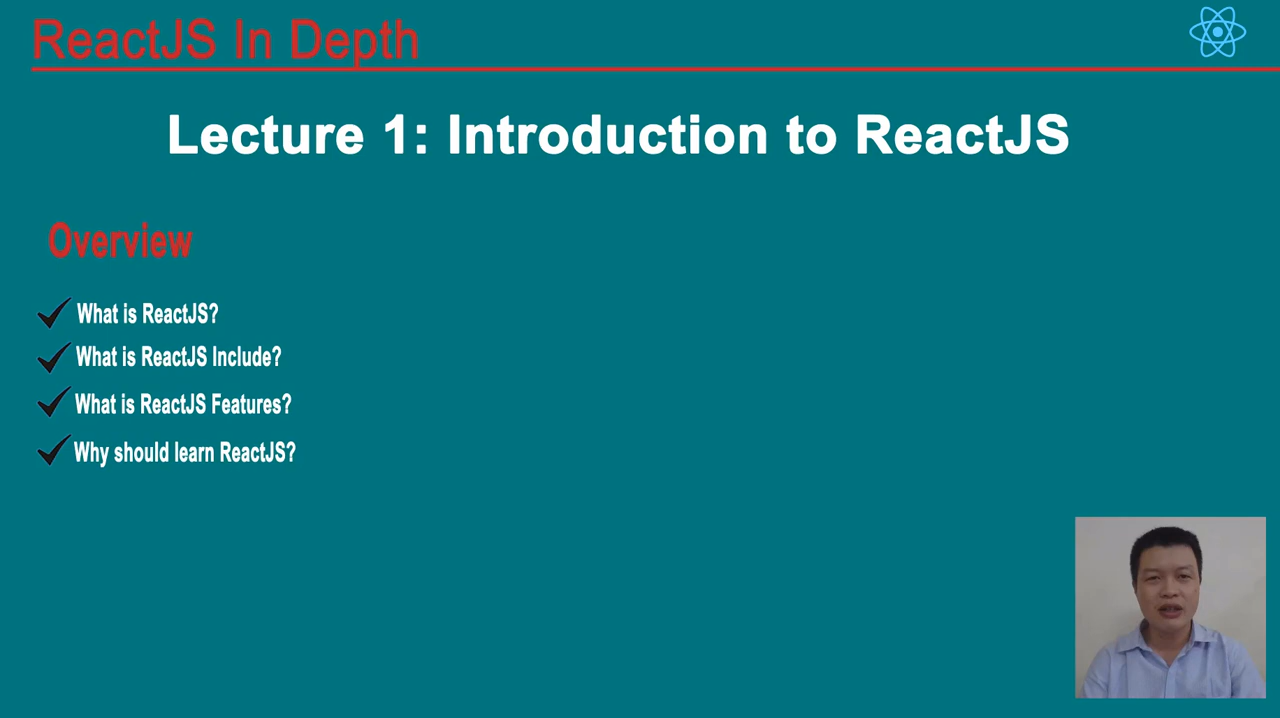 ReactJS In Depth
Lecture 1: Introduction to ReactJS
Overview
What is ReactJS?
What is ReactJS Include?
What is ReactJS Features?
Why should learn ReactJS?